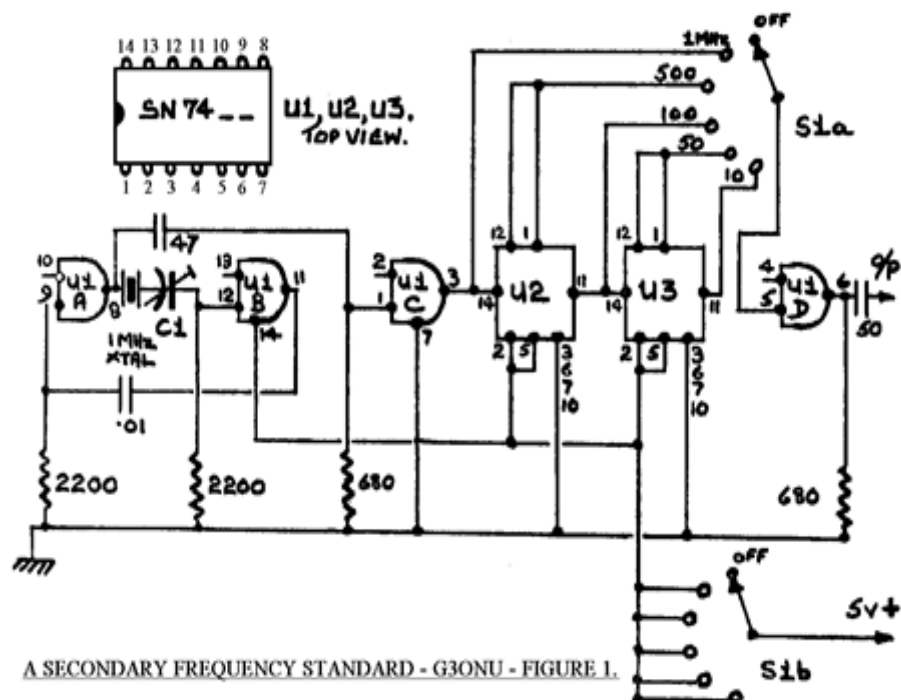 OFF
1MHz
14 13 12 11 10 9 8
500
SN 74 _ _
U1, U2, U3.
TOP VIEW.
100
S1a
50
10
1 2 3 4 5 6 7
47
12 1
12 1
10
U1
A
9
8
C1
1MHz
XTAL
13
U1
B
12
11
14
2
U1
C
1
3
7
14
U2
11
14
U3
11
4
U1
D
5
6
o/p
50
2 5 3
6
7
10
2 5 3
6
7
10
.01
2200
2200
680
680
OFF
5v+
S1b
A SECONDARY FREQUENCY STANDARD - G3ONU - FIGURE 1.